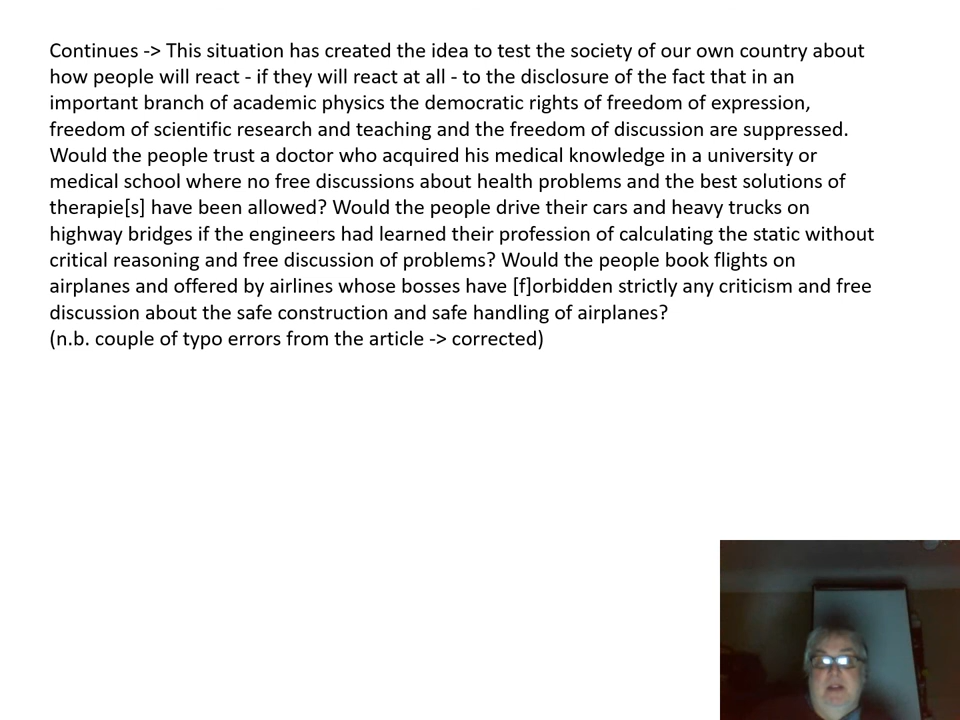 Continues -> This situation has created the idea to test the society of our own country about
how people will react - if they will react at all - to the disclosure of the fact that in an
important branch of academic physics the democratic rights of freedom of expression,
freedom of scientific research and teaching and the freedom of discussion are suppressed.
Would the people trust a doctor who acquired his medical knowledge in a university or
medical school where no free discussions about health problems and the best solutions of
therapie[s] have been allowed? Would the people drive their cars and heavy trucks on
highway bridges if the engineers had learned their profession of calculating the static without
critical reasoning and free discussion of problems? Would the people book flights on
airplanes and offered by airlines whose bosses have [f]orbidden strictly any criticism and free
discussion about the safe construction and safe handling of airplanes?
(n.b. couple of typo errors from the article -> corrected)